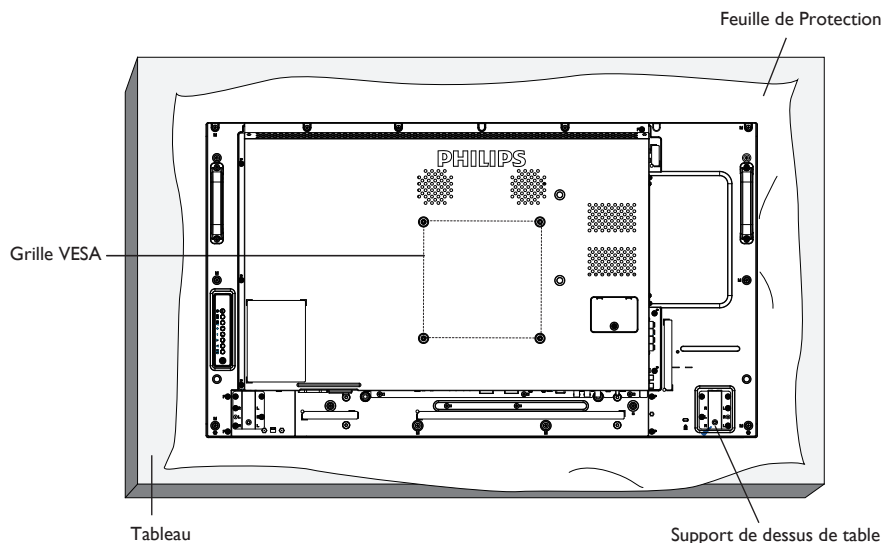 Feuille de Protection
PHILIPS
Grille VESA
Tableau
Support de dessus de table